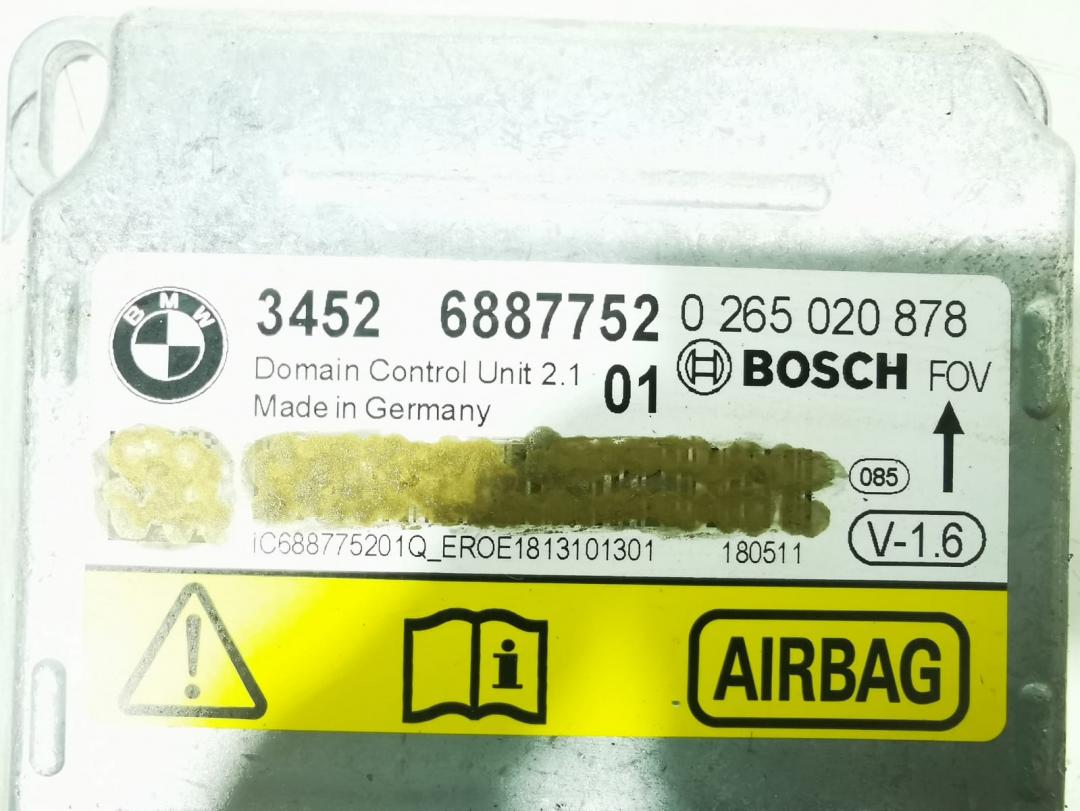 BMW
3452 6887752 0 265 020 878
Domain Control Unit 2.1 01 BOSCH FOV
Made in Germany
085
iC688775201Q_EROE1813101301 180511 V-1.6
! i AIRBAG